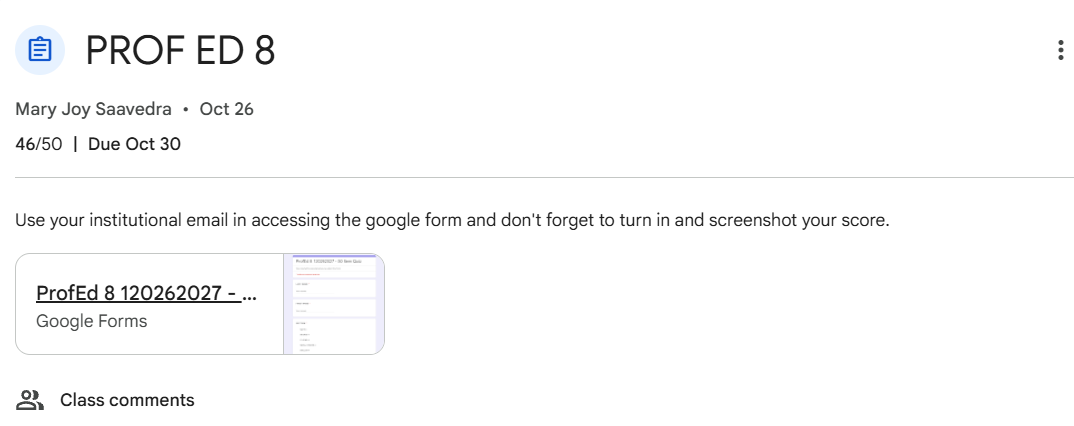 PROF ED 8
Mary Joy Saavedra • Oct 26
46/50 | Due Oct 30
Use your institutional email in accessing the google form and don't forget to turn in and screenshot your score.
ProfEd 8 120262027 - ...
Google Forms
Class comments